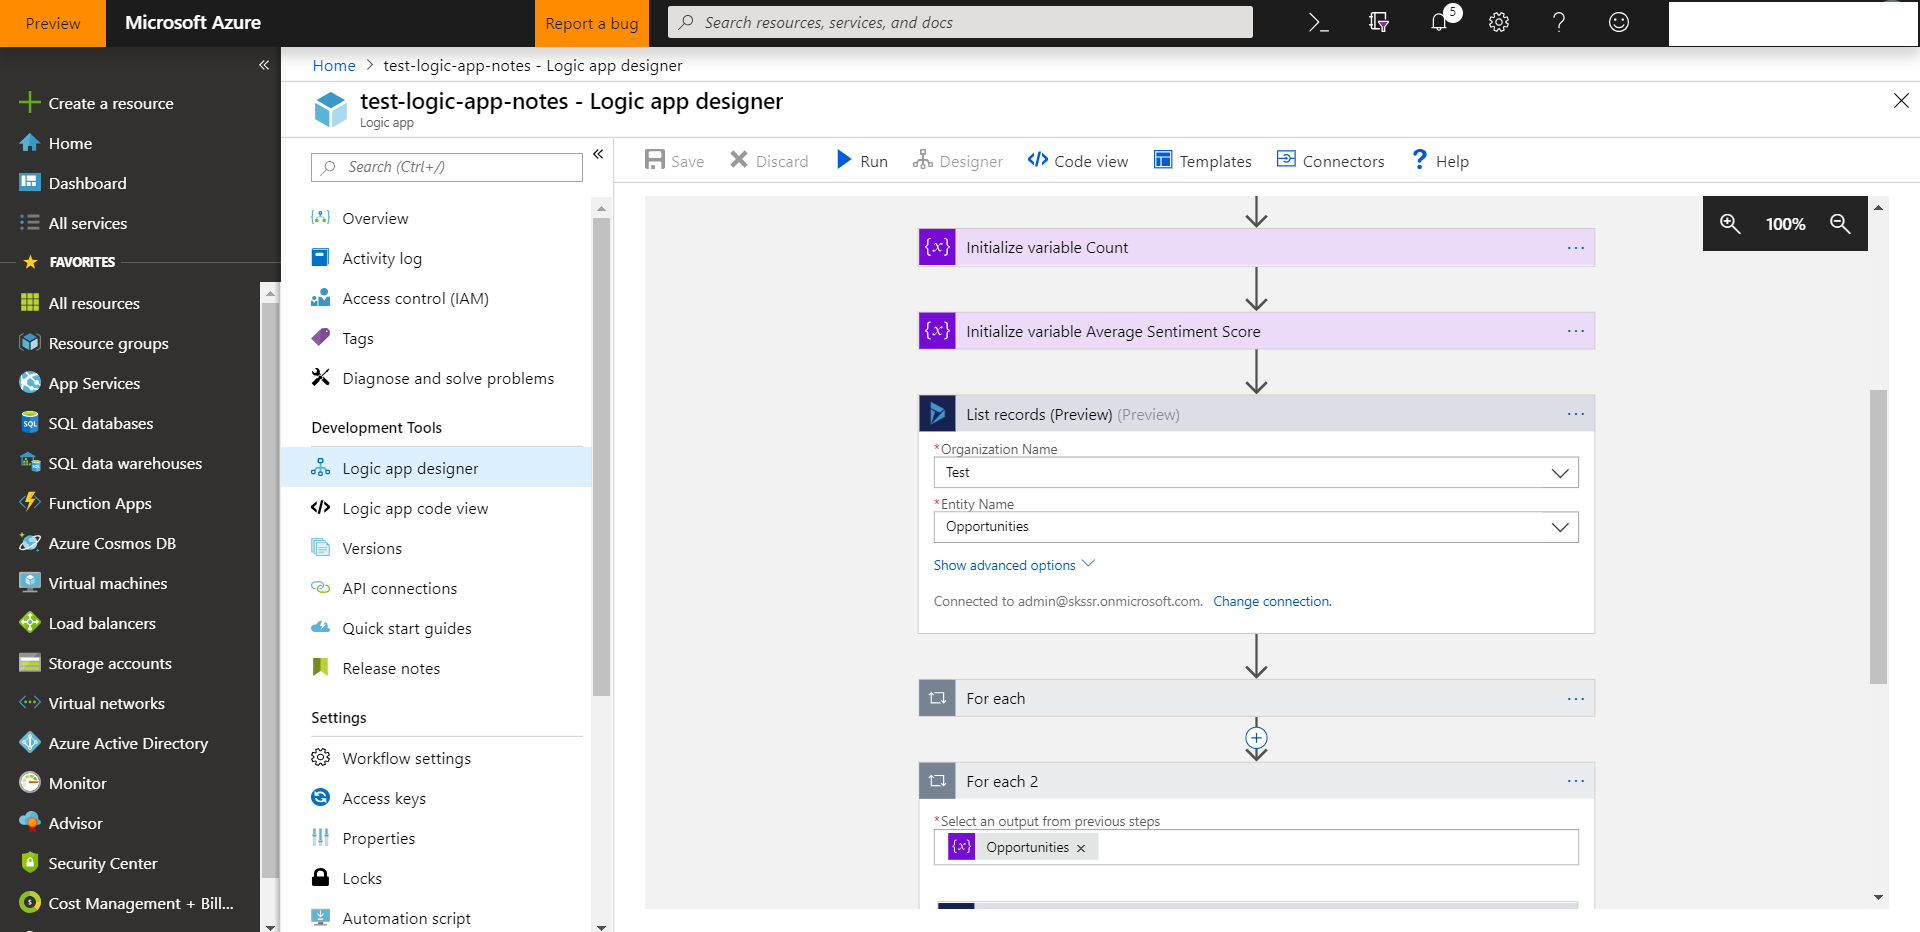 Preview
Microsoft Azure
Report a bug
Search resources, services, and docs
5
Create a resource
Home
Dashboard
All services
FAVORITES
All resources
Resource groups
App Services
SQL databases
SQL data warehouses
Function Apps
Azure Cosmos DB
Virtual machines
Load balancers
Storage accounts
Virtual networks
Azure Active Directory
Monitor
Advisor
Security Center
Cost Management + Bill...
Home > test-logic-app-notes - Logic app designer
test-logic-app-notes - Logic app designer
Logic app
Search (Ctrl+/)
Overview
Activity log
Access control (IAM)
Tags
Diagnose and solve problems
Development Tools
Logic app designer
Logic app code view
Versions
API connections
Quick start guides
Release notes
Settings
Workflow settings
Access keys
Properties
Locks
Automation script
Save Discard Run Designer Code view Templates Connectors Help
100%
{x} Initialize variable Count ...
{x} Initialize variable Average Sentiment Score ...
List records (Preview) (Preview) ...
*Organization Name
Test
*Entity Name
Opportunities
Show advanced options
Connected to admin@skssr.onmicrosoft.com. Change connection.
For each ...
For each 2 ...
*Select an output from previous steps
{x} Opportunities ×